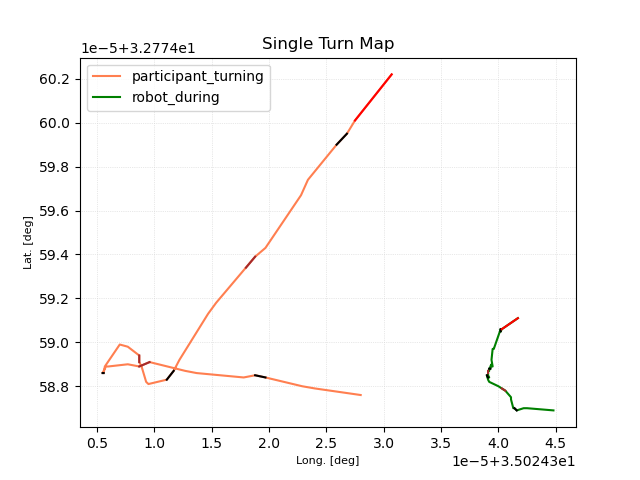 Single Turn Map
1e−5+3.2774e1
participant_turning
robot_during
60.2
60.0
59.8
59.6
59.4
59.2
59.0
58.8
Lat. [deg]
0.5 1.0 1.5 2.0 2.5 3.0 3.5 4.0 4.5
Long. [deg]
1e−5+3.50243e1